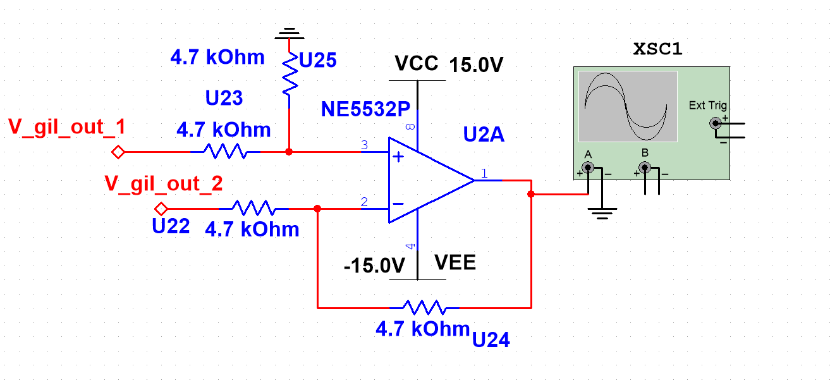 XSC1
4.7 kOhm
U25
VCC 15.0V
U23
NE5532P
8
Ext Trig
+
V_gil_out_1
4.7 kOhm
3
U2A
−
+
A
B
1
+
−
+
−
V_gil_out_2
2
−
U22
4.7 kOhm
4
-15.0V
VEE
4.7 kOhm
U24